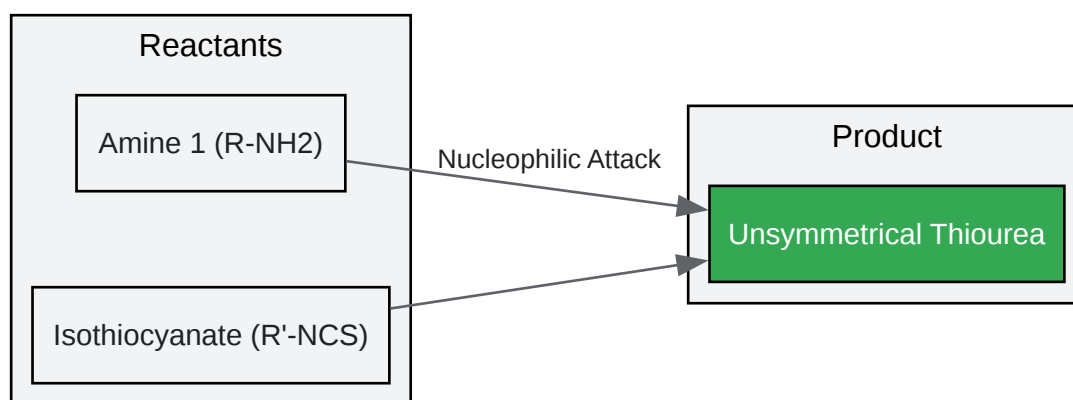 Reactants
Amine 1 (R-NH2)
Nucleophilic Attack
Isothiocyanate (R'-NCS)
Product
Unsymmetrical Thiourea